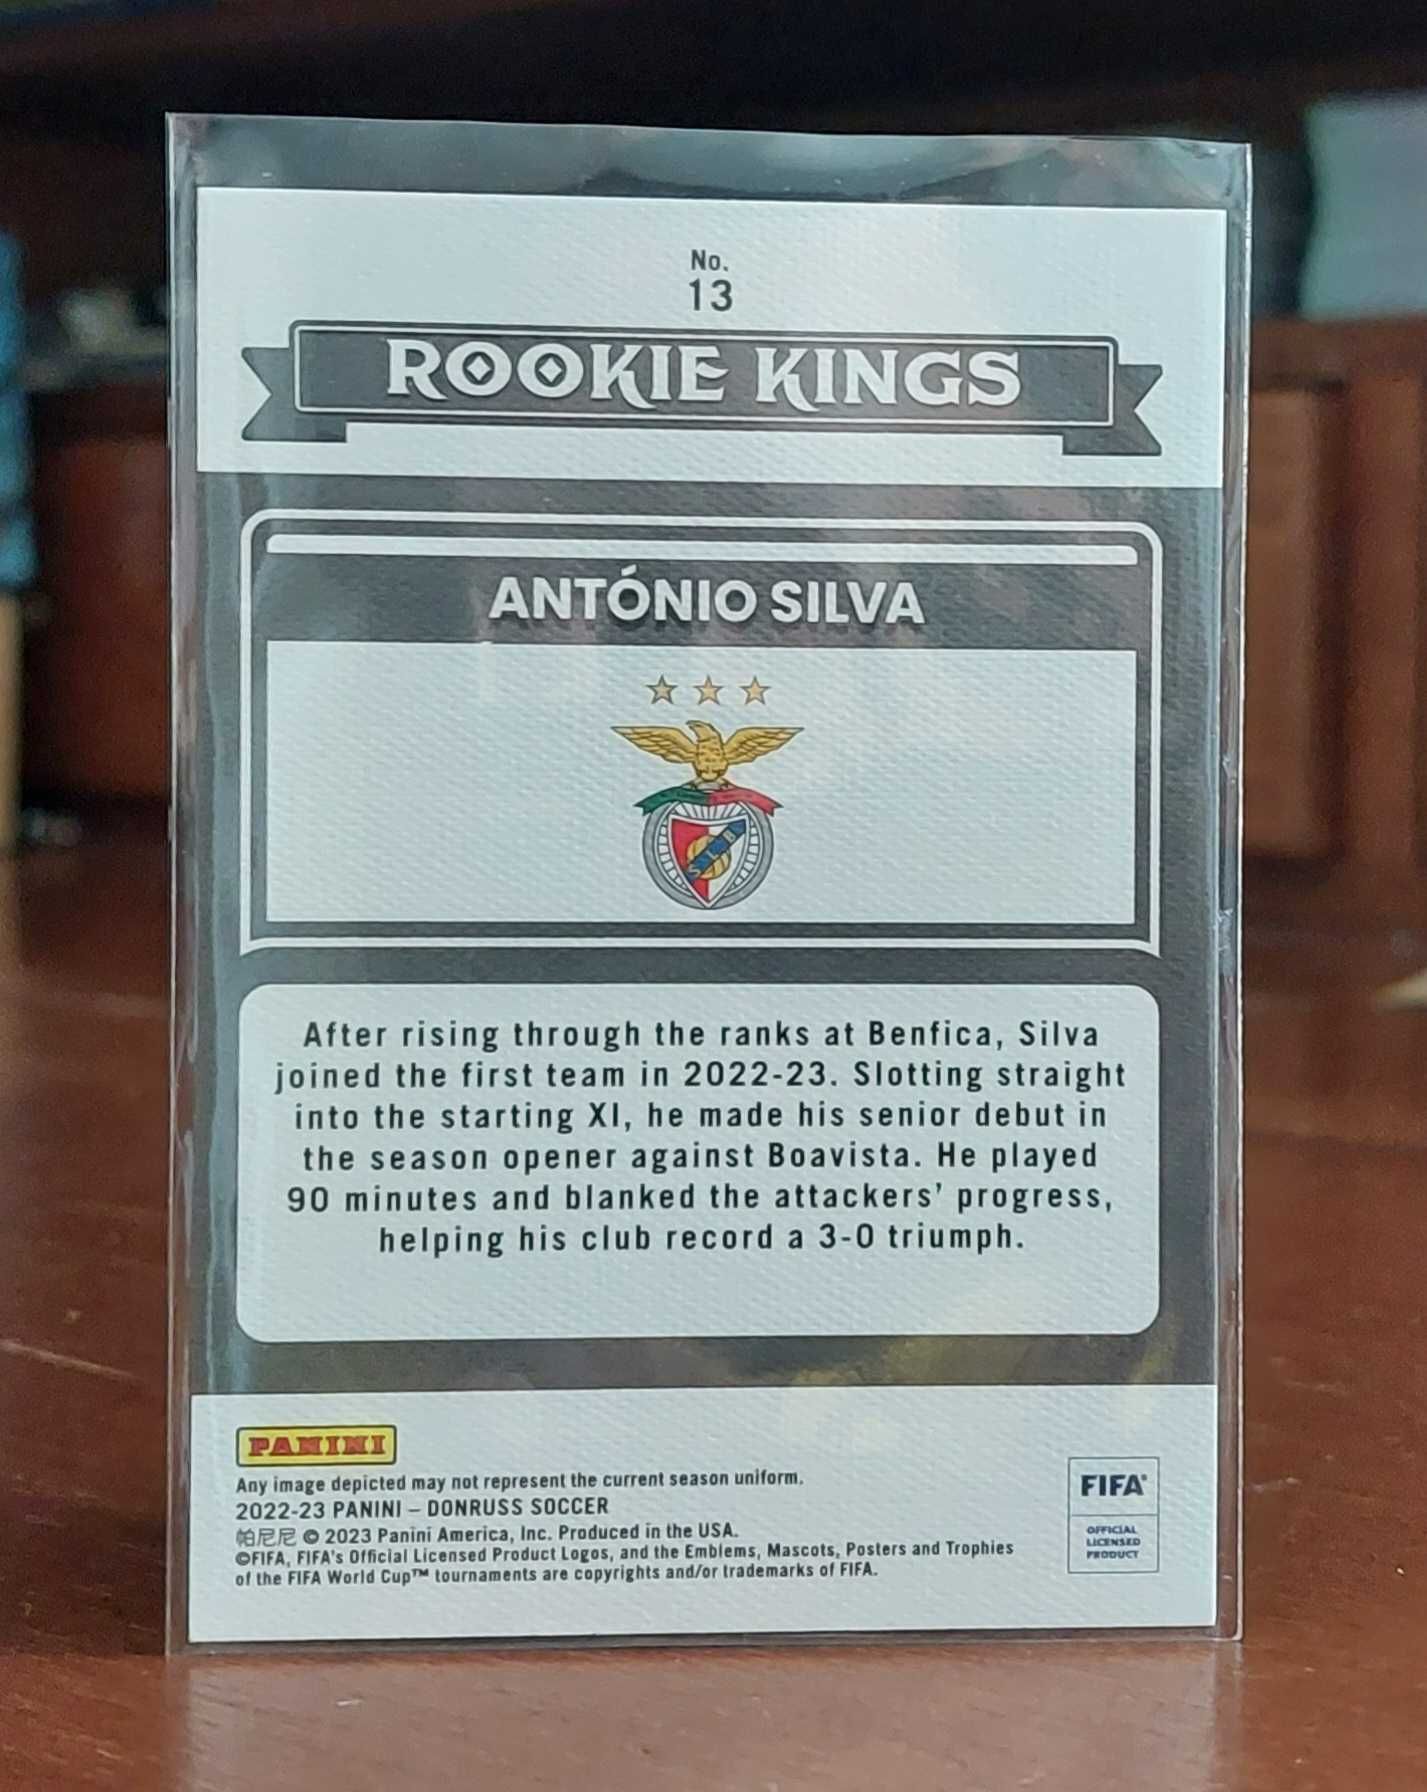 No.
13
ROOKIE KINGS
ANTÓNIO SILVA
After rising through the ranks at Benfica, Silva
joined the first team in 2022-23. Slotting straight
into the starting XI, he made his senior debut in
the season opener against Boavista. He played
90 minutes and blanked the attackers' progress,
helping his club record a 3-0 triumph.
PANINI
Any image depicted may not represent the current season uniform.
2022-23 PANINI – DONRUSS SOCCER
帕尼尼 © 2023 Panini America, Inc. Produced in the USA.
©FIFA, FIFA's Official Licensed Product Logos, and the Emblems, Mascots, Posters and Trophies
of the FIFA World Cup™ tournaments are copyrights and/or trademarks of FIFA.
FIFA®
OFFICIAL
LICENSED
PRODUCT